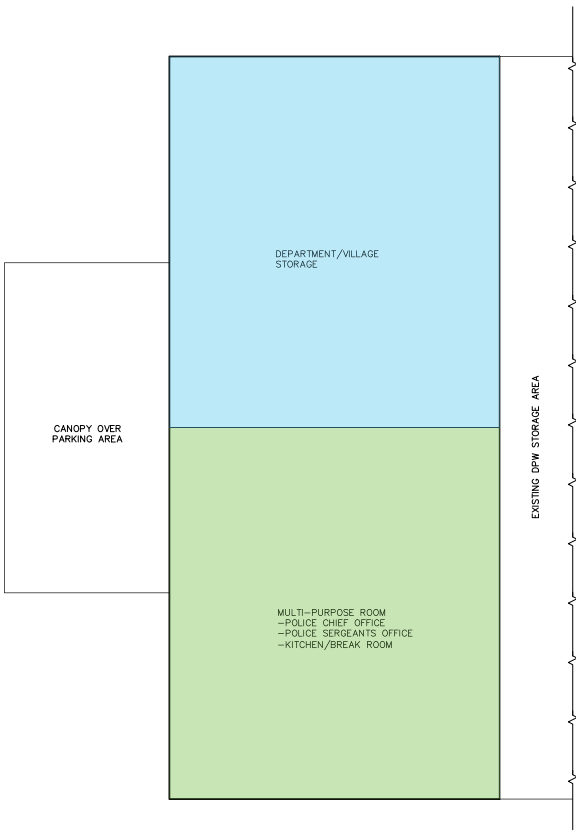 DEPARTMENT/VILLAGE
STORAGE
CANOPY OVER
PARKING AREA
EXISTING DPW STORAGE AREA
MULTI-PURPOSE ROOM
-POLICE CHIEF OFFICE
-POLICE SERGEANTS OFFICE
-KITCHEN/BREAK ROOM